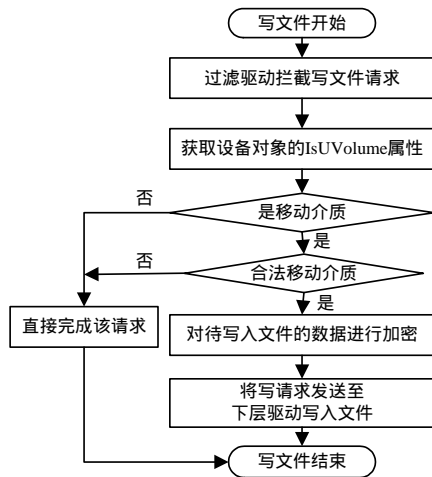 写文件开始
过滤驱动拦截写文件请求
获取设备对象的IsUVolume属性
否
是移动介质
是
否
合法移动介质
是
直接完成该请求
对待写入文件的数据进行加密
将写请求发送至
下层驱动写入文件
写文件结束